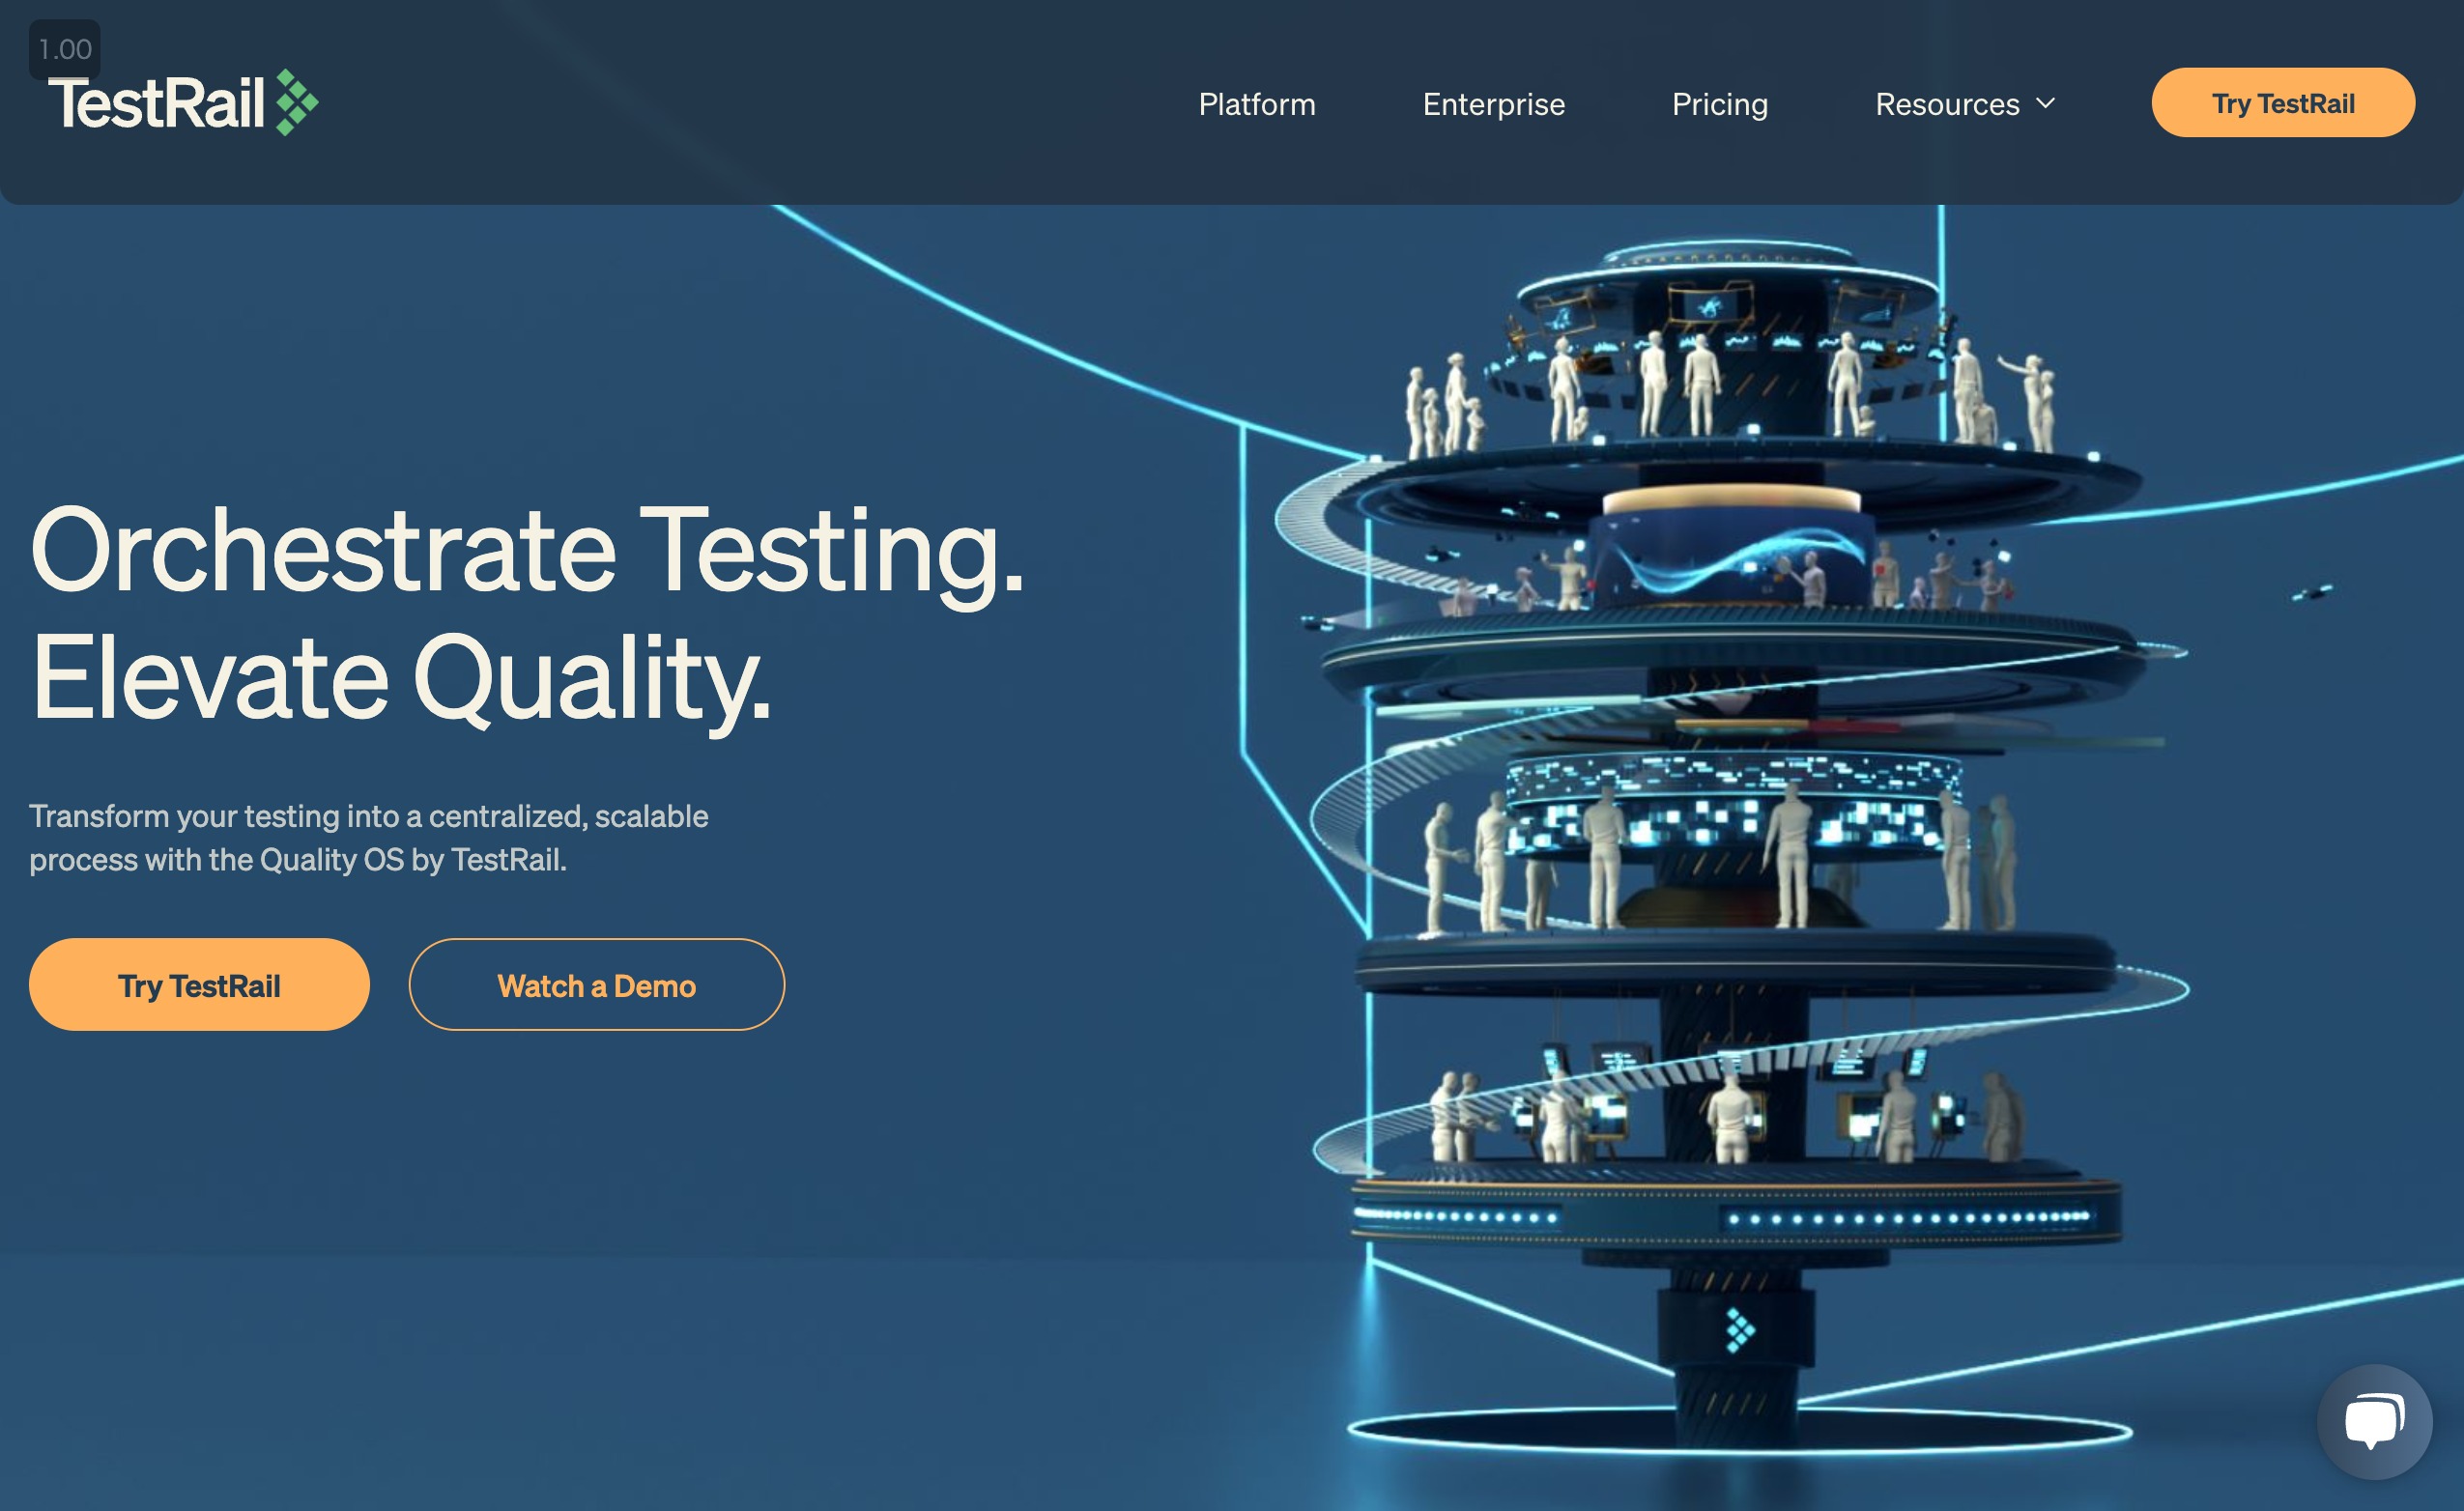 1.00
TestRail
Platform
Enterprise
Pricing
Resources
Try TestRail
Orchestrate Testing.
Elevate Quality.
Transform your testing into a centralized, scalable
process with the Quality OS by TestRail.
Try TestRail
Watch a Demo